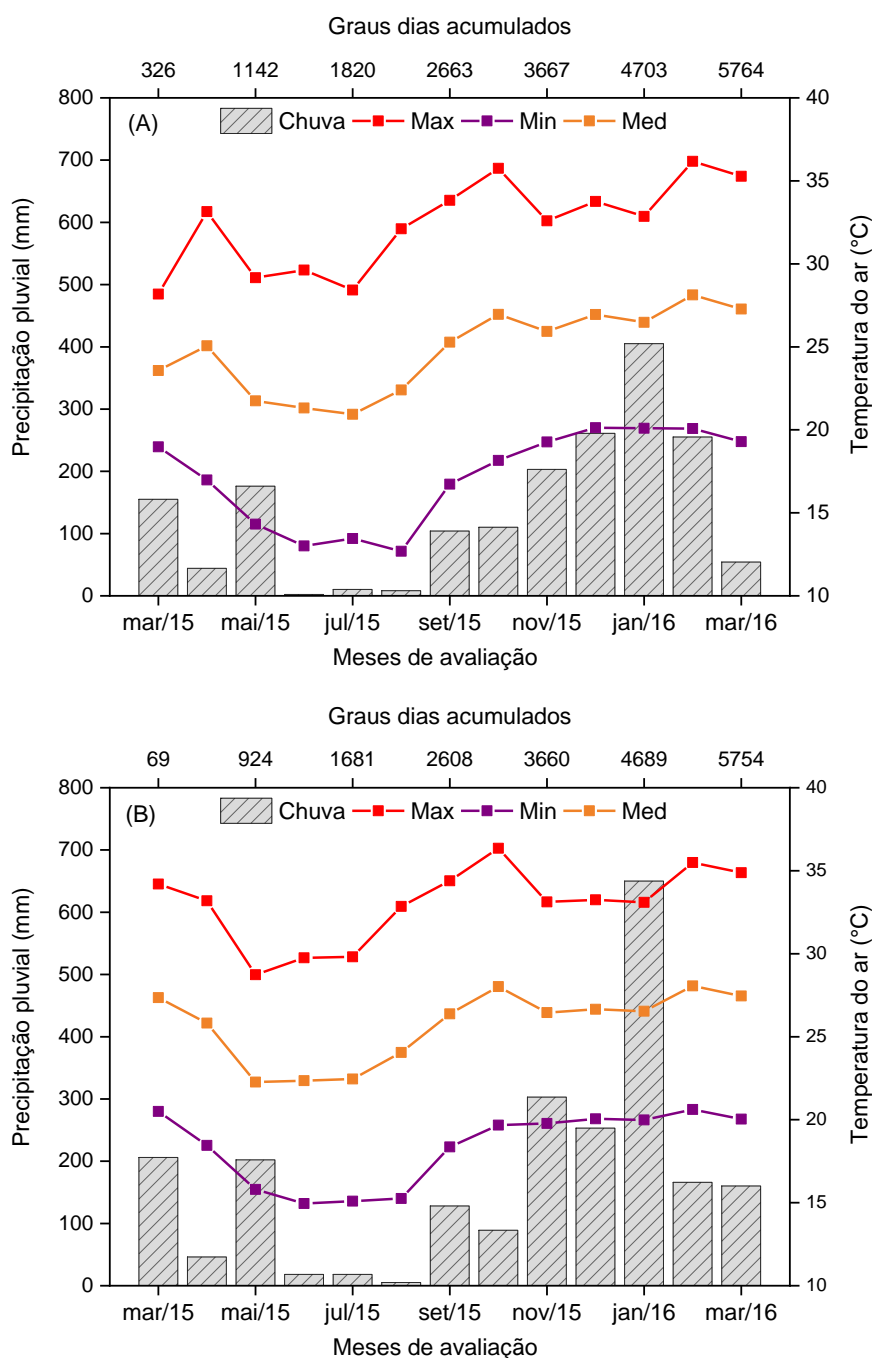 Graus dias acumulados
326 1142 1820 2663 3667 4703 5764
(A) Chuva Max Min Med
800 700 600 500 400 300 200 100 0
Precipitação pluvial (mm)
40 35 30 25 20 15 10
Temperatura do ar (°C)
mar/15 mai/15 jul/15 set/15 nov/15 jan/16 mar/16
Meses de avaliação
Graus dias acumulados
69 924 1681 2608 3660 4689 5754
(B) Chuva Max Min Med
800 700 600 500 400 300 200 100 0
Precipitação pluvial (mm)
40 35 30 25 20 15 10
Temperatura do ar (°C)
mar/15 mai/15 jul/15 set/15 nov/15 jan/16 mar/16
Meses de avaliação